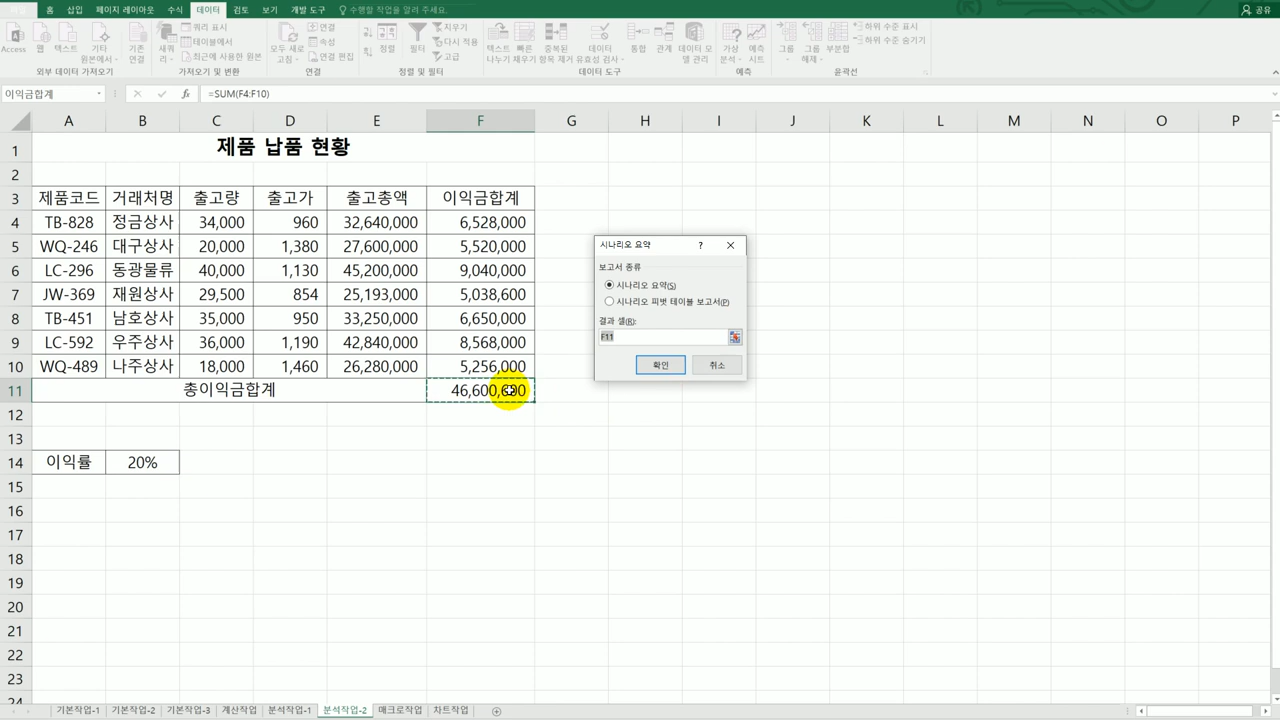 홈 삽입 페이지 레이아웃 수식 데이터 검토 보기 개발 도구 수행할 작업을 알려 주세요. 공유
Access 웹 텍스트 기타 원본에서 기존 연결 새 쿼리 쿼리 표시 테이블에서 최근에 사용한 원본 모두 새로 고침 연결 속성 연결 편집 정렬 필터 지우기 다시 적용 고급 텍스트 나누기 빠른 채우기 중복된 항목 제거 데이터 유효성 검사 통합 관계 데이터 모델 관리 가상 분석 예측 시트 그룹 그룹 해제 부분합 하위 수준 표시 하위 수준 숨기기
외부 데이터 가져오기 가져오기 및 변환 연결 정렬 및 필터 데이터 도구 예측 윤곽선
이익금합계 fx =SUM(F4:F10)
A B C D E F G H I J K L M N O P
1 제품 납품 현황
2
3 제품코드 거래처명 출고량 출고가 출고총액 이익금합계
4 TB-828 정금상사 34,000 960 32,640,000 6,528,000
5 WQ-246 대구상사 20,000 1,380 27,600,000 5,520,000
6 LC-296 동광물류 40,000 1,130 45,200,000 9,040,000
7 JW-369 재원상사 29,500 854 25,193,000 5,038,600
8 TB-451 남호상사 35,000 950 33,250,000 6,650,000
9 LC-592 우주상사 36,000 1,190 42,840,000 8,568,000
10 WQ-489 나주상사 18,000 1,460 26,280,000 5,256,000
11 총이익금합계 46,600,600
12
13
14 이익률 20%
15
16
17
18
19
20
21
22
23
24
시나리오 요약 ?
보고서 종류
시나리오 요약(S)
시나리오 피벗 테이블 보고서(P)
결과 셀(R):
F11
확인 취소
기본작업-1 기본작업-2 기본작업-3 계산작업 분석작업-1 분석작업-2 매크로작업 차트작업